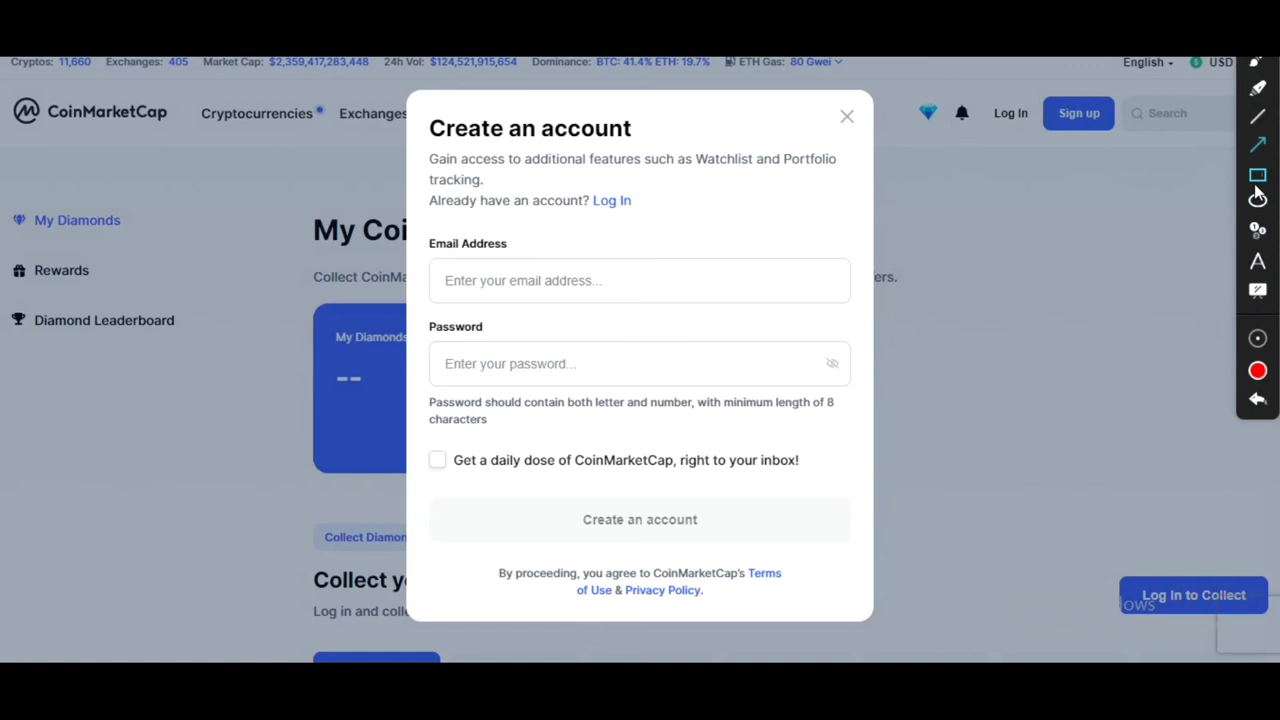 Cryptos: 11,660 Exchanges: 405 Market Cap: $2,359,417,283,448 24h Vol: $124,521,915,654 Dominance: BTC: 41.4% ETH: 19.7% ETH Gas: 80 Gwei English USD
CoinMarketCap Cryptocurrencies Exchanges Log In Sign up Search
Create an account
Gain access to additional features such as Watchlist and Portfolio
tracking.
Already have an account? Log In
My Diamonds
Rewards
Diamond Leaderboard
My Coi
Collect CoinMa
ers.
My Diamonds
--
Email Address
Enter your email address...
Password
Enter your password...
Password should contain both letter and number, with minimum length of 8
characters
Get a daily dose of CoinMarketCap, right to your inbox!
Create an account
By proceeding, you agree to CoinMarketCap's Terms
of Use & Privacy Policy.
Collect Diamon
Collect yo
Log in and colle
Log In to Collect
A